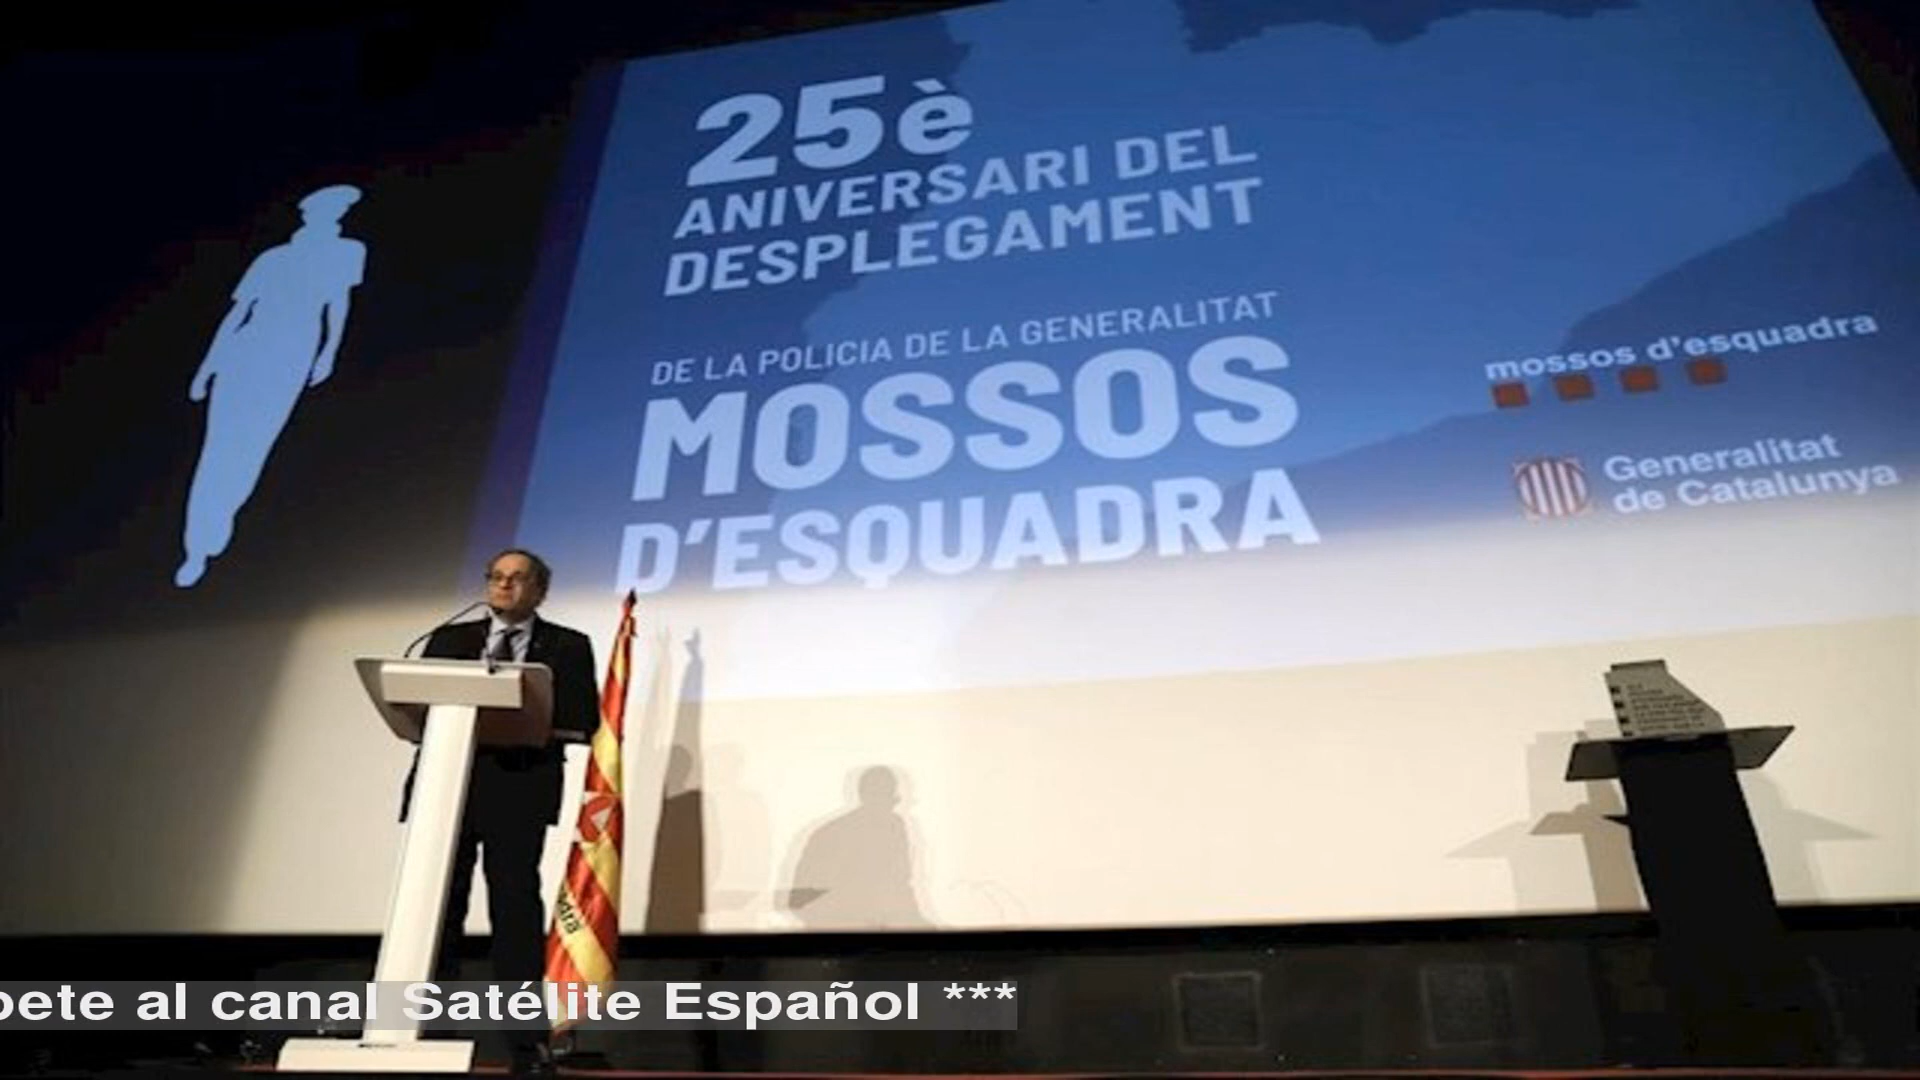 25è
ANIVERSARI DEL
DESPLEGAMENT
DE LA POLICIA DE LA GENERALITAT
MOSSOS
D'ESQUADRA
mossos d'esquadra
Generalitat
de Catalunya
al canal Satélite Español ***